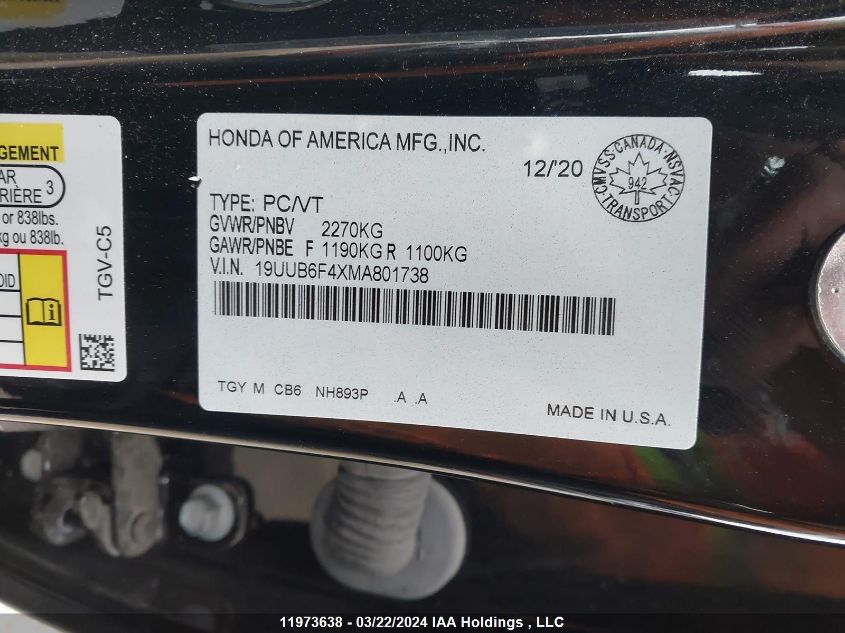 GEMENT
AR
RIÈRE 3
or 838lbs.
kg ou 838lb.
OID
TGV-C5
HONDA OF AMERICA MFG.,INC.
12/'20
CMVSS·CANADA·NSVAC
942
TRANSPORT
TYPE: PC/VT
GVWR/PNBV 2270KG
GAWR/PNBE F 1190KG R 1100KG
V.I.N. 19UUB6F4XMA801738
TGY M CB6 NH893P .A .A
MADE IN U.S.A.
11973638 - 03/22/2024 IAA Holdings , LLC